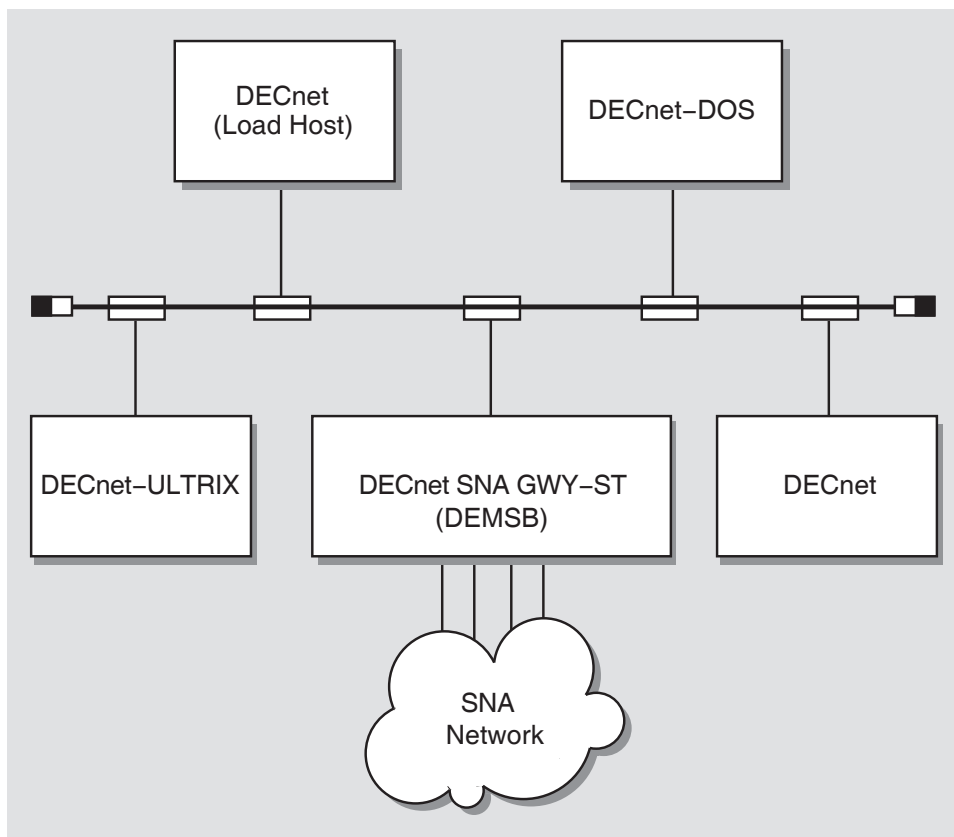 DECnet
(Load Host)
DECnet−DOS
DECnet−ULTRIX
DECnet SNA GWY−ST
(DEMSB)
DECnet
SNA
Network